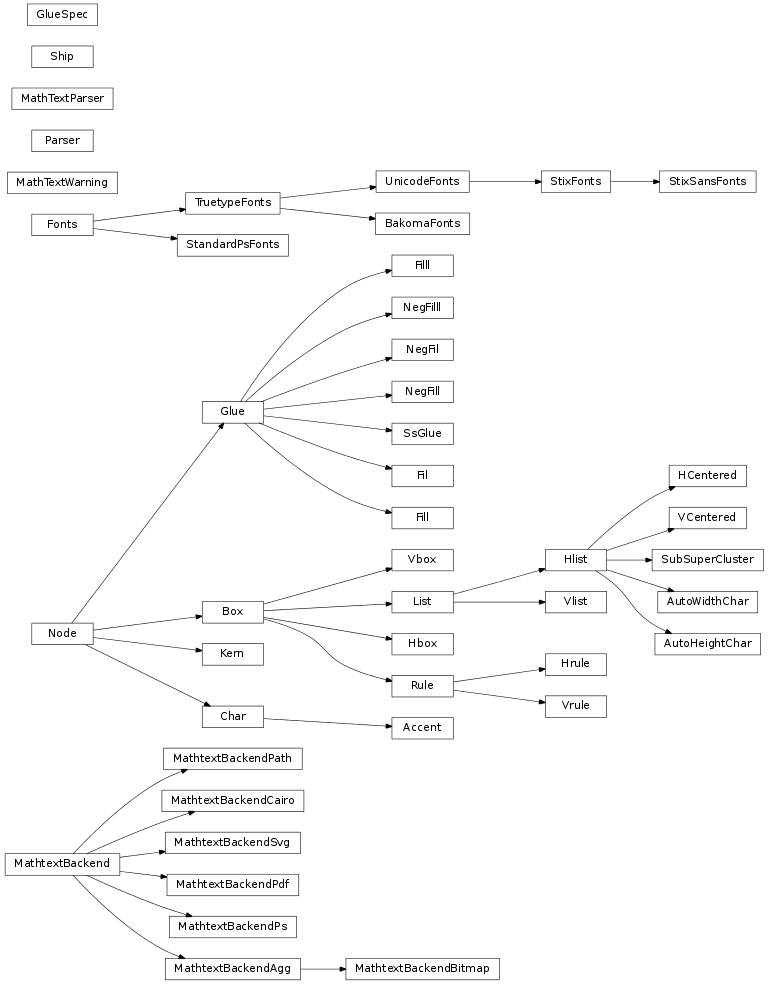 GlueSpec
Ship
MathTextParser
Parser
MathTextWarning
UnicodeFonts
StixFonts
StixSansFonts
TruetypeFonts
Fonts
BakomaFonts
StandardPsFonts
Filll
NegFilll
NegFil
NegFill
Glue
SsGlue
Fil
HCentered
Fill
VCentered
Vbox
Hlist
SubSuperCluster
Box
List
Vlist
AutoWidthChar
Node
Kern
Hbox
AutoHeightChar
Hrule
Rule
Char
Vrule
Accent
MathtextBackendPath
MathtextBackendCairo
MathtextBackendSvg
MathtextBackend
MathtextBackendPdf
MathtextBackendPs
MathtextBackendAgg
MathtextBackendBitmap